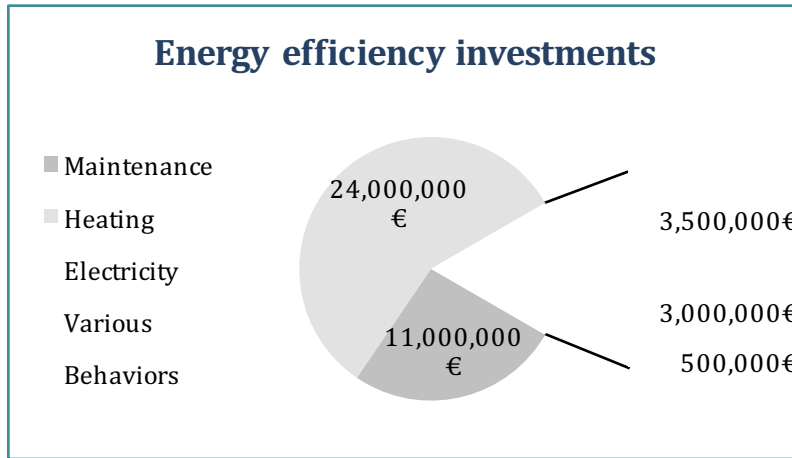 Energy efficiency investments
Maintenance
Heating
Electricity
Various
Behaviors
24,000,000
€
11,000,000
€
3,500,000€
3,000,000€
500,000€